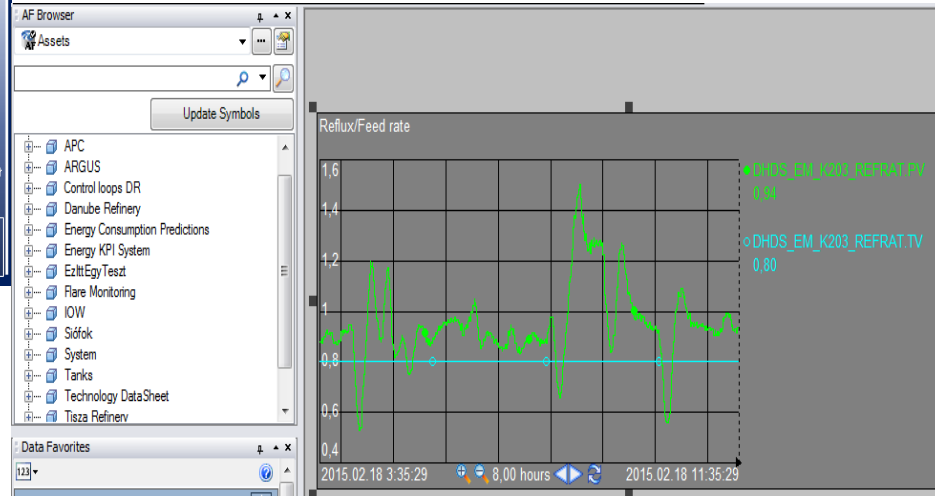 AF Browser
Assets
Update Symbols
APC
ARGUS
Control loops DR
Danube Refinery
Energy Consumption Predictions
Energy KPI System
EzIttEgyTeszt
Flare Monitoring
IOW
Siófok
System
Tanks
Technology DataSheet
Tisza Refinery
Data Favorites
123
Reflux/Feed rate
1,6
1,4
1,2
1
0,8
0,6
0,4
2015.02.18 3:35:29
8,00 hours
2015.02.18 11:35:29
DHDS_EM_K203_REFRAT.PV
0,94
DHDS_EM_K203_REFRAT.TV
0,80